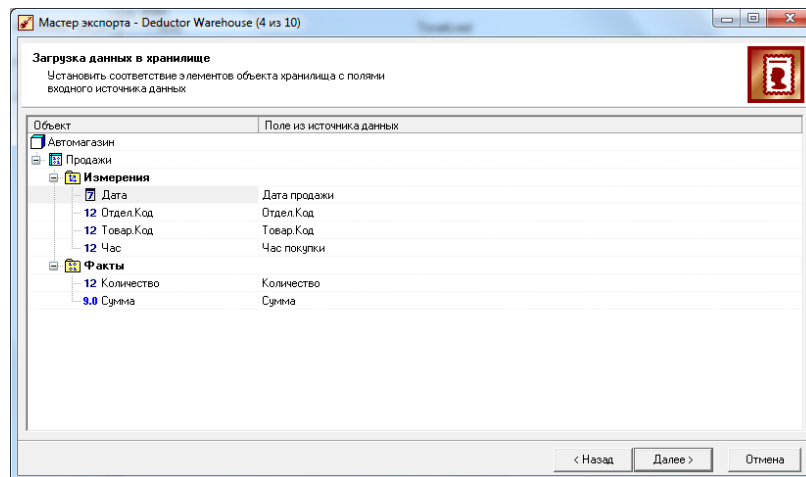 Мастер экспорта - Deductor Warehouse (4 из 10)
Загрузка данных в хранилище
Установить соответствие элементов объекта хранилища с полями
входного источника данных
Объект Поле из источника данных
Автомагазин
Продажи
Измерения
7 Дата Дата продажи
12 Отдел.Код Отдел.Код
12 Товар.Код Товар.Код
12 Час Час покупки
Факты
12 Количество Количество
9.0 Сумма Сумма
< Назад Далее > Отмена